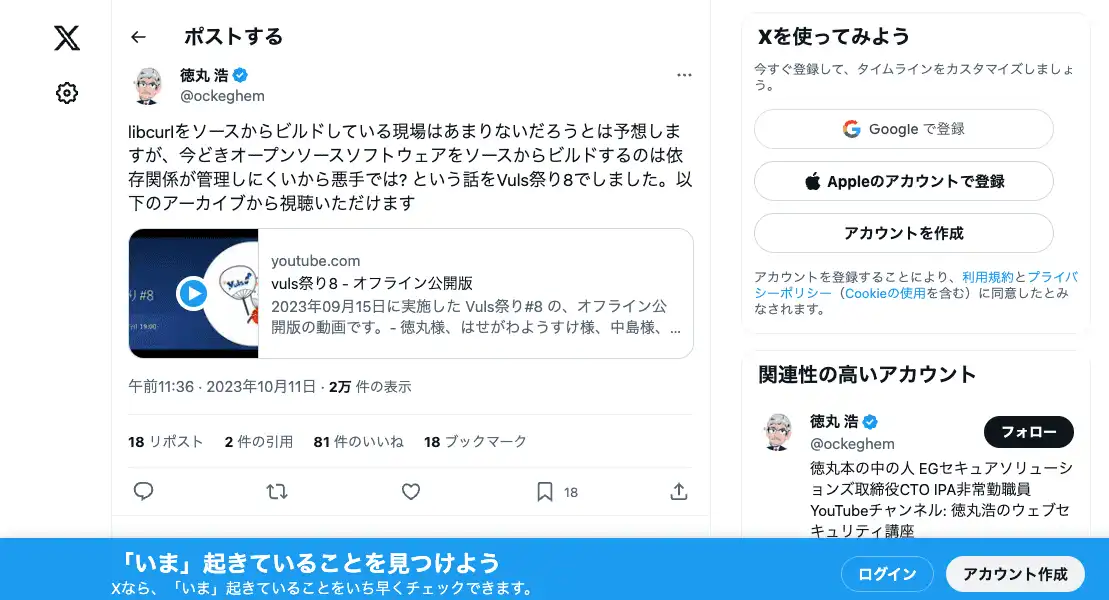 ポストする
徳丸 浩
@ockeghem
libcurlをソースからビルドしている現場はあまりないだろうとは予想しま
すが、今どきオープンソースソフトウェアをソースからビルドするのは依
存関係が管理しにくいから悪手では? という話をVuls祭り8でしました。以
下のアーカイブから視聴いただけます
り #8
19:00-
Vuls
youtube.com
vuls祭り8 - オフライン公開版
2023年09月15日に実施した Vuls祭り#8 の、オフライン公
開版の動画です。- 徳丸様、はせがわようすけ様、中島様、...
午前11:36 · 2023年10月11日 · 2万 件の表示
18 リポスト 2 件の引用 81 件のいいね 18 ブックマーク
18
Xを使ってみよう
今すぐ登録して、タイムラインをカスタマイズしましょ
う。
Google で登録
Appleのアカウントで登録
アカウントを作成
アカウントを登録することにより、利用規約とプライバ
シーポリシー（Cookieの使用を含む）に同意したとみ
なされます。
関連性の高いアカウント
徳丸 浩
@ockeghem
フォロー
徳丸本の中の人 EGセキュアソリューシ
ョンズ取締役CTO IPA非常勤職員
YouTubeチャンネル: 徳丸浩のウェブセ
キュリティ講座
「いま」起きていることを見つけよう
Xなら、「いま」起きていることをいち早くチェックできます。
ログイン
アカウント作成